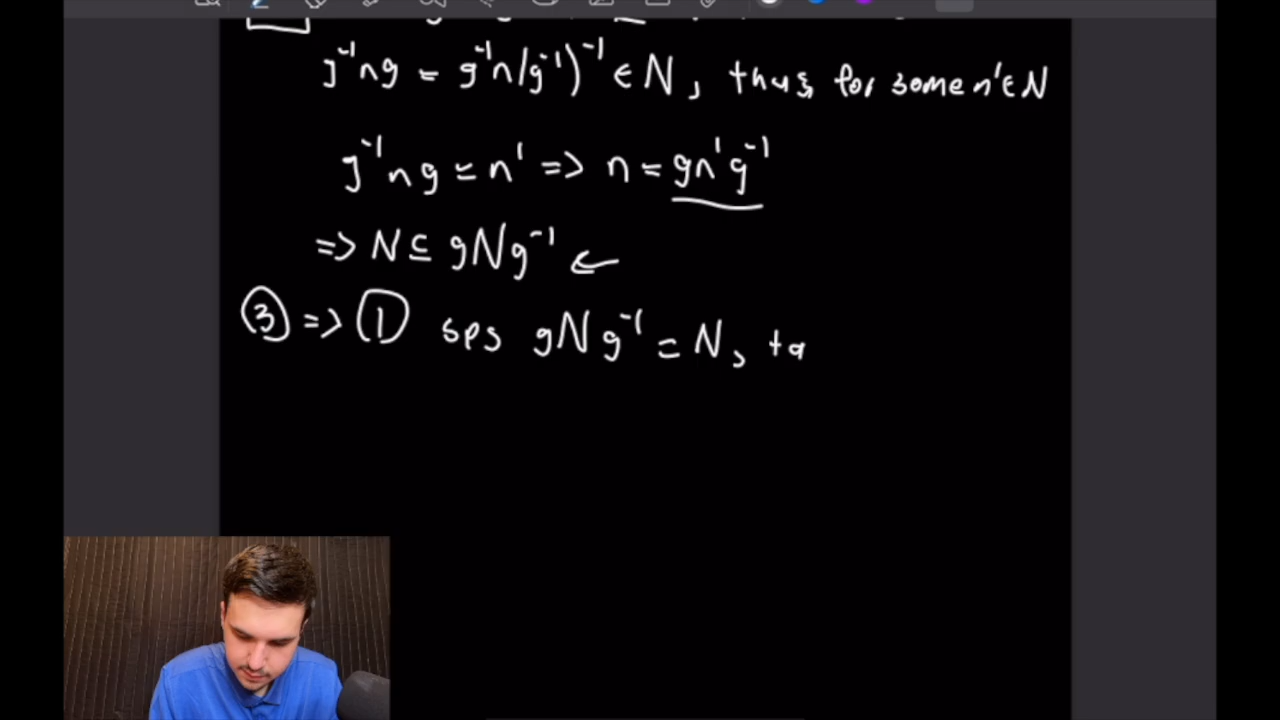 g⁻¹ng = g⁻¹n(g⁻¹)⁻¹ ∈ N, thus for some n' ∈ N
g⁻¹ng = n' => n = gn'g⁻¹
=> N ⊆ gNg⁻¹ ←
③ => ① sps gNg⁻¹ = N, ta